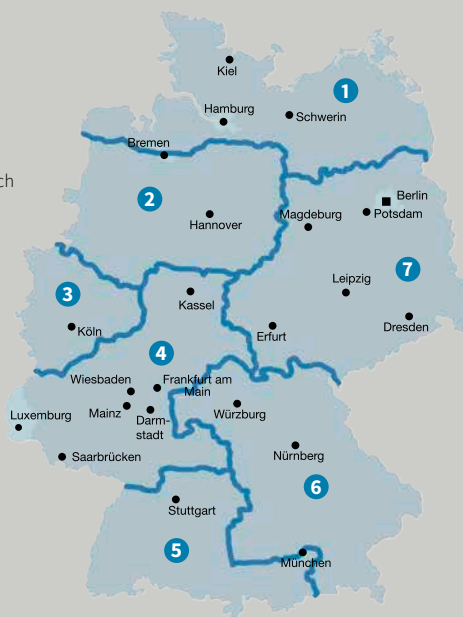 Kiel
1
Hamburg
Schwerin
Bremen
ch
Berlin
2
Magdeburg
Potsdam
Hannover
7
Leipzig
3
Kassel
Köln
Erfurt
Dresden
4
Wiesbaden
Frankfurt am
Main
Mainz
Darm-
stadt
Würzburg
Luxemburg
Saarbrücken
Nürnberg
6
Stuttgart
5
München